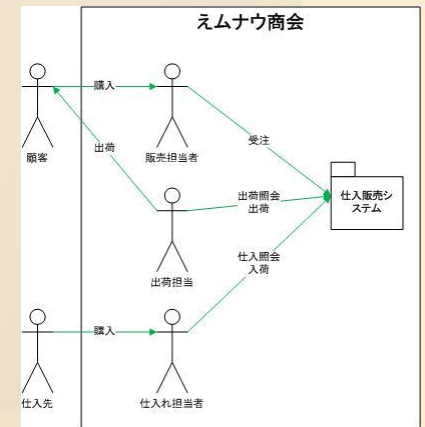 えムナウ商会
購入
顧客
出荷
販売担当者
受注
出荷照会
出荷
仕入販売シ
ステム
出荷担当
仕入照会
入荷
購入
仕入先
仕入れ担当者